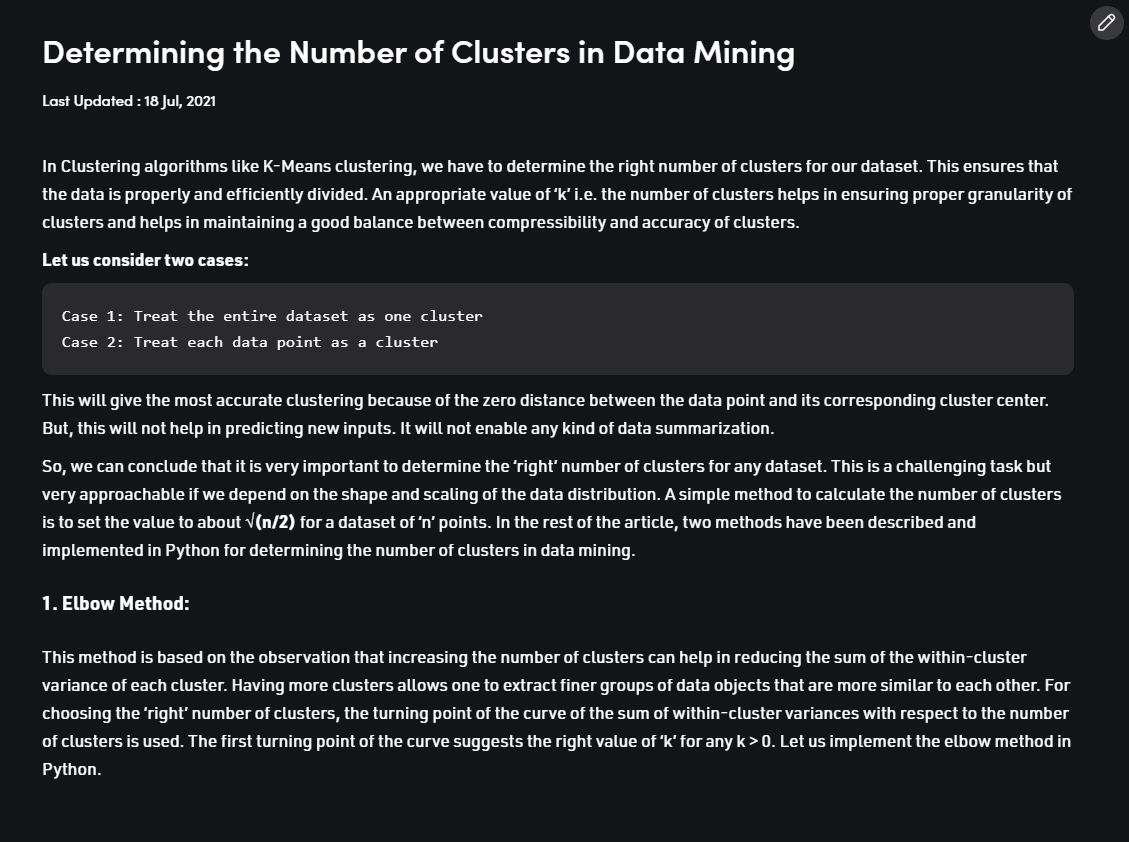 Determining the Number of Clusters in Data Mining
Last Updated : 18 Jul, 2021
In Clustering algorithms like K-Means clustering, we have to determine the right number of clusters for our dataset. This ensures that
the data is properly and efficiently divided. An appropriate value of ‘k’ i.e. the number of clusters helps in ensuring proper granularity of
clusters and helps in maintaining a good balance between compressibility and accuracy of clusters.
Let us consider two cases:
Case 1: Treat the entire dataset as one cluster
Case 2: Treat each data point as a cluster
This will give the most accurate clustering because of the zero distance between the data point and its corresponding cluster center.
But, this will not help in predicting new inputs. It will not enable any kind of data summarization.
So, we can conclude that it is very important to determine the ‘right’ number of clusters for any dataset. This is a challenging task but
very approachable if we depend on the shape and scaling of the data distribution. A simple method to calculate the number of clusters
is to set the value to about √(n/2) for a dataset of ‘n’ points. In the rest of the article, two methods have been described and
implemented in Python for determining the number of clusters in data mining.
1. Elbow Method:
This method is based on the observation that increasing the number of clusters can help in reducing the sum of the within-cluster
variance of each cluster. Having more clusters allows one to extract finer groups of data objects that are more similar to each other. For
choosing the ‘right’ number of clusters, the turning point of the curve of the sum of within-cluster variances with respect to the number
of clusters is used. The first turning point of the curve suggests the right value of ‘k’ for any k > 0. Let us implement the elbow method in
Python.